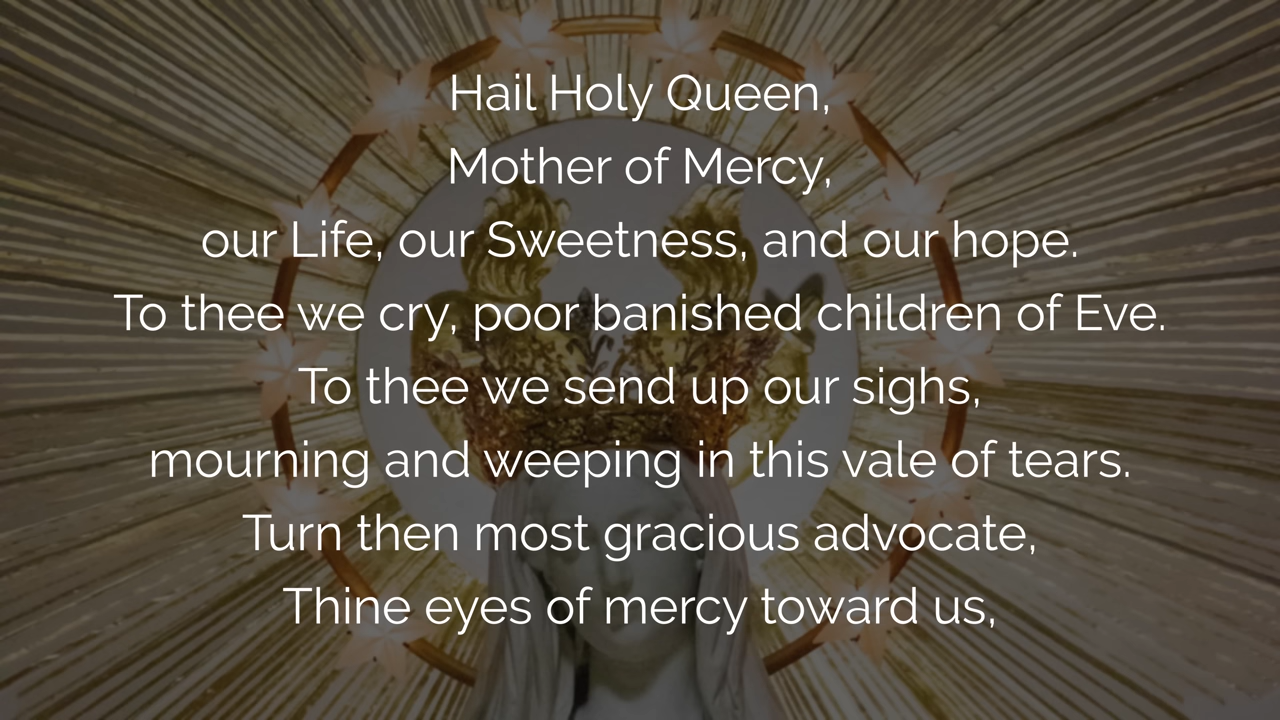 Hail Holy Queen,
Mother of Mercy,
our Life, our Sweetness, and our hope.
To thee we cry, poor banished children of Eve.
To thee we send up our sighs,
mourning and weeping in this vale of tears.
Turn then most gracious advocate,
Thine eyes of mercy toward us,